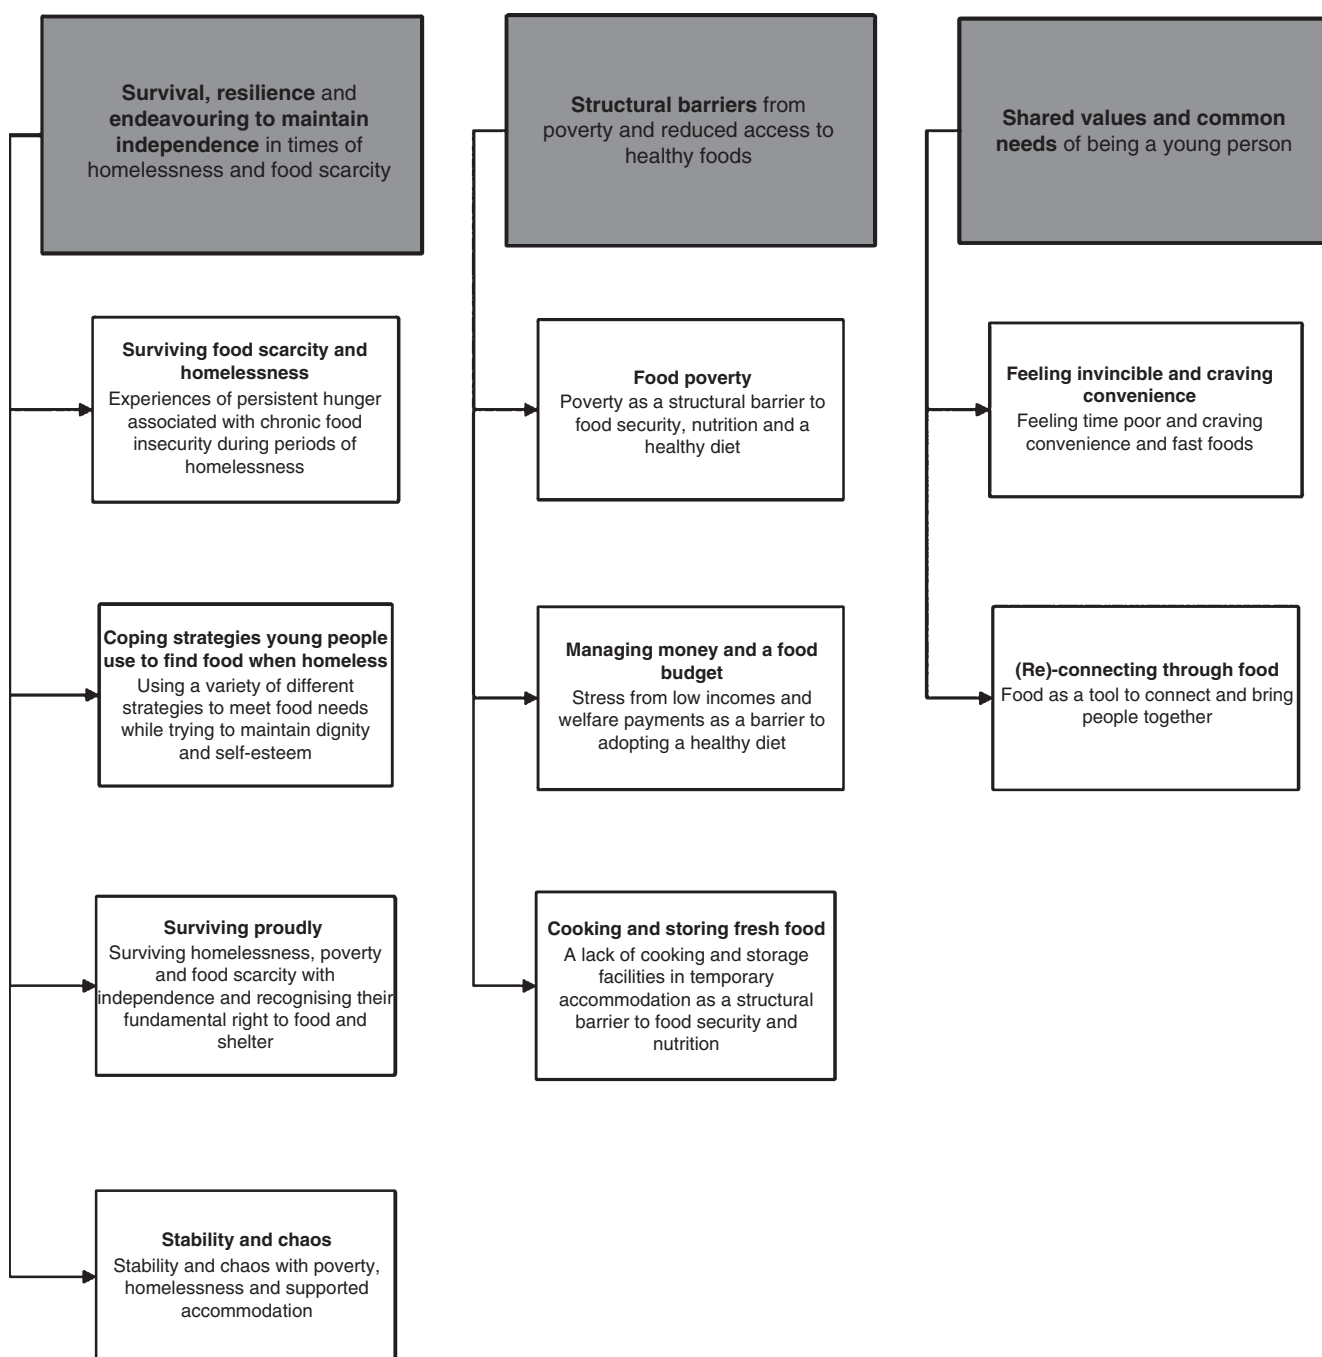 Survival, resilience and
endeavouring to maintain
independence in times of
homelessness and food scarcity
Surviving food scarcity and
homelessness
Experiences of persistent hunger
associated with chronic food
insecurity during periods of
homelessness
Coping strategies young people
use to find food when homeless
Using a variety of different
strategies to meet food needs
while trying to maintain dignity
and self-esteem
Surviving proudly
Surviving homelessness, poverty
and food scarcity with
independence and recognising their
fundamental right to food and
shelter
Stability and chaos
Stability and chaos with poverty,
homelessness and supported
accommodation
Structural barriers from
poverty and reduced access to
healthy foods
Food poverty
Poverty as a structural barrier to
food security, nutrition and a
healthy diet
Managing money and a food
budget
Stress from low incomes and
welfare payments as a barrier to
adopting a healthy diet
Cooking and storing fresh food
A lack of cooking and storage
facilities in temporary
accommodation as a structural
barrier to food security and
nutrition
Shared values and common
needs of being a young person
Feeling invincible and craving
convenience
Feeling time poor and craving
convenience and fast foods
(Re)-connecting through food
Food as a tool to connect and bring
people together